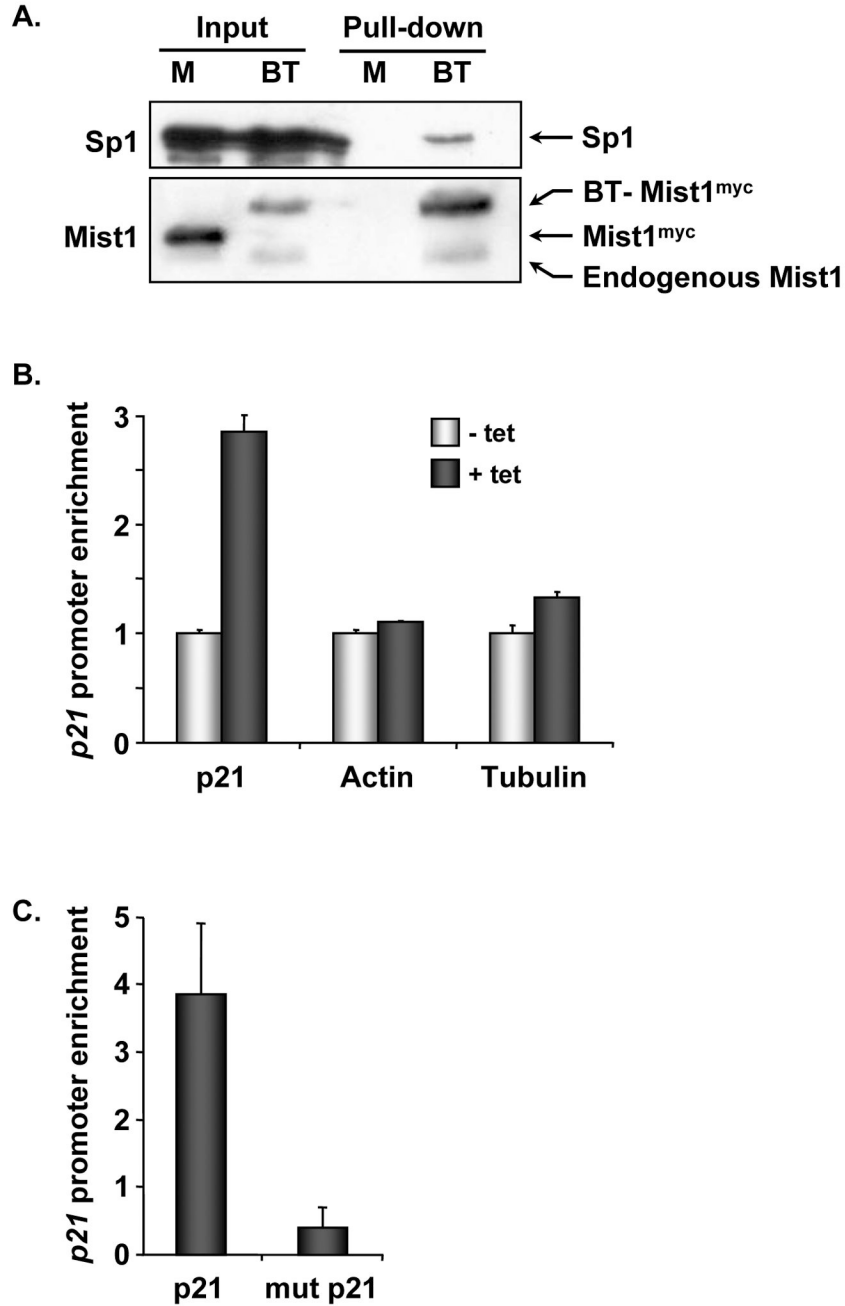 A.
Input Pull-down
M BT M BT
Sp1 Sp1
BT- Mist1myc
Mist1 Mist1myc
Endogenous Mist1
B.
p21 promoter enrichment
3
2
1
0
- tet
+ tet
p21 Actin Tubulin
C.
p21 promoter enrichment
5
4
3
2
1
0
p21 mut p21